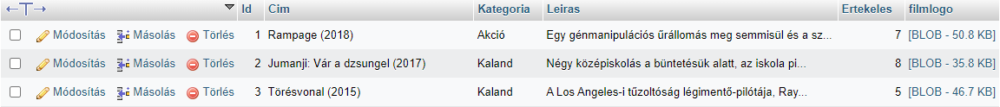 ←T→ Id Cim Kategoria Leiras Ertekeles filmlogo
Módosítás Másolás Törlés 1 Rampage (2018) Akció Egy génmanipulációs űrállomás meg semmisül és a sz... 7 [BLOB - 50.8 KB]
Módosítás Másolás Törlés 2 Jumanji: Vár a dzsungel (2017) Kaland Négy középiskolás a büntetésük alatt, az iskola pi... 8 [BLOB - 35.8 KB]
Módosítás Másolás Törlés 3 Törésvonal (2015) Kaland A Los Angeles-i tűzoltóság légimentő-pilótája, Ray... 5 [BLOB - 46.7 KB]